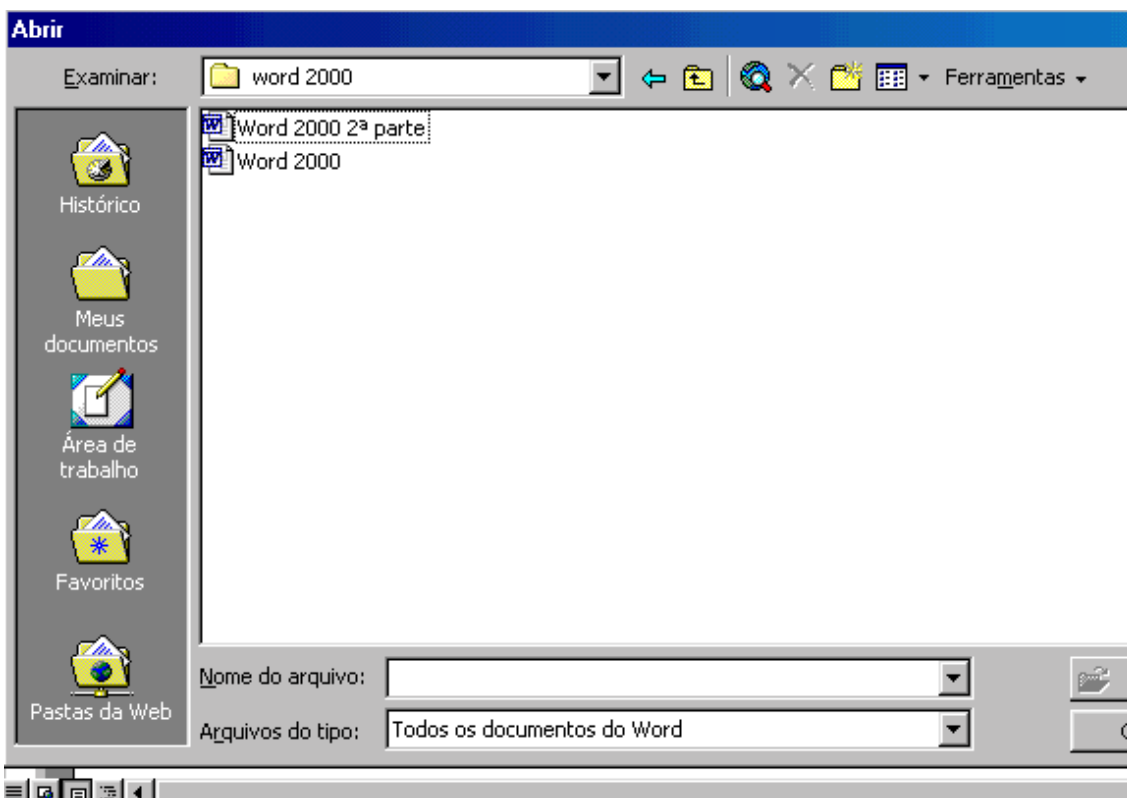 Abrir
Examinar:
word 2000
Ferramentas
Word 2000 2ª parte
Word 2000
Histórico
Meus
documentos
Área de
trabalho
Favoritos
Pastas da Web
Nome do arquivo:
Arquivos do tipo:
Todos os documentos do Word